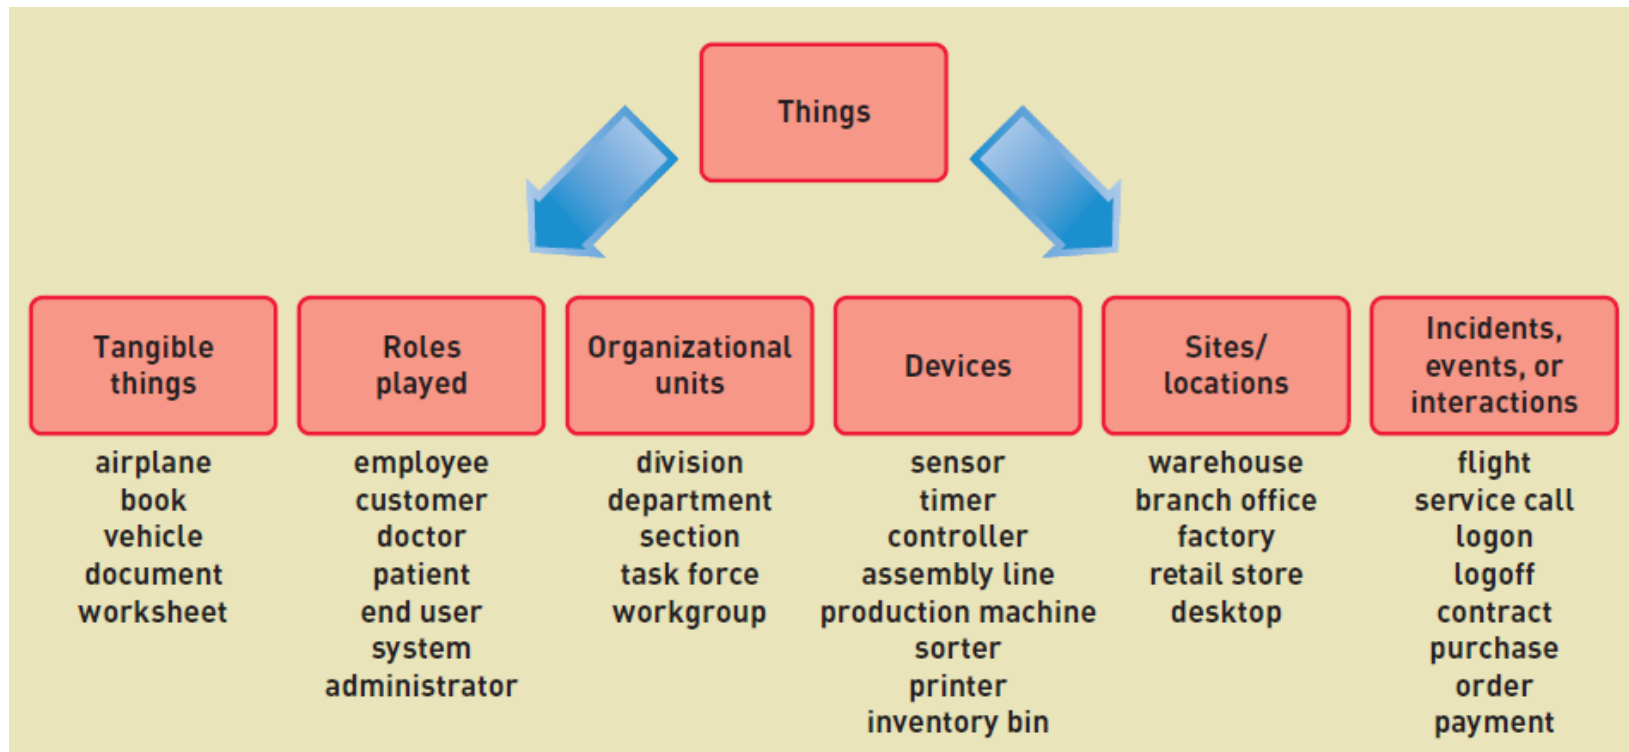 Things
Tangible
things
airplane
book
vehicle
document
worksheet
Roles
played
employee
customer
doctor
patient
end user
system
administrator
Organizational
units
division
department
section
task force
workgroup
Devices
sensor
timer
controller
assembly line
production machine
sorter
printer
inventory bin
Sites/
locations
warehouse
branch office
factory
retail store
desktop
Incidents,
events, or
interactions
flight
service call
logon
logoff
contract
purchase
order
payment